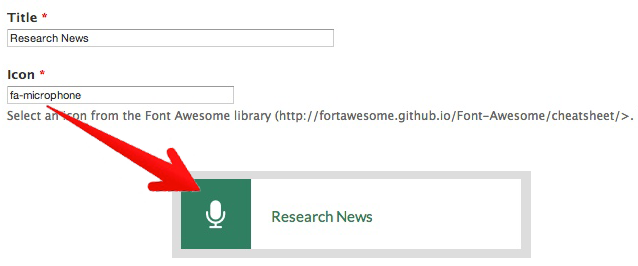 Title *
Research News
Icon *
fa-microphone
Select an icon from the Font Awesome library (http://fortawesome.github.io/Font-Awesome/cheatsheet/>.
Research News